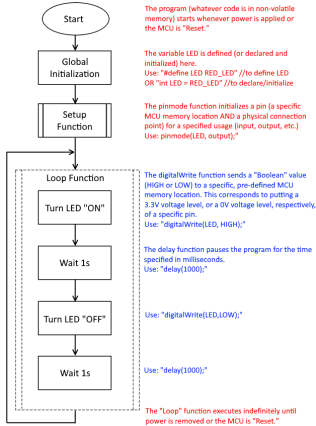 Start
The program (whatever code is in non-volatile
memory) starts whenever power is applied or
the MCU is "Reset."
Global
Initialization
The variable LED is defined (or declared and
initialized) here.
Use: "#define LED RED_LED" //to define LED
OR "int LED = RED_LED" //to declare/initialize
Setup
Function
The pinmode function initializes a pin (a specific
MCU memory location AND a physical connection
point) for a specified usage (input, output, etc.)
Use: pinmode(LED, output);"
Loop Function
The digitalWrite function sends a "Boolean" value
(HIGH or LOW) to a specific, pre-defined MCU
memory location. This corresponds to putting a
3.3V voltage level, or a 0V voltage level, respectively,
of a specific pin.
Use: "digitalWrite(LED, HIGH);"
Turn LED "ON"
The delay function pauses the program for the time
specified in milliseconds.
Use: "delay(1000);"
Wait 1s
Turn LED "OFF"
Use: "digitalWrite(LED,LOW);"
Wait 1s
Use: "delay(1000);"
The "Loop" function executes indefinitely until
power is removed or the MCU is "Reset."